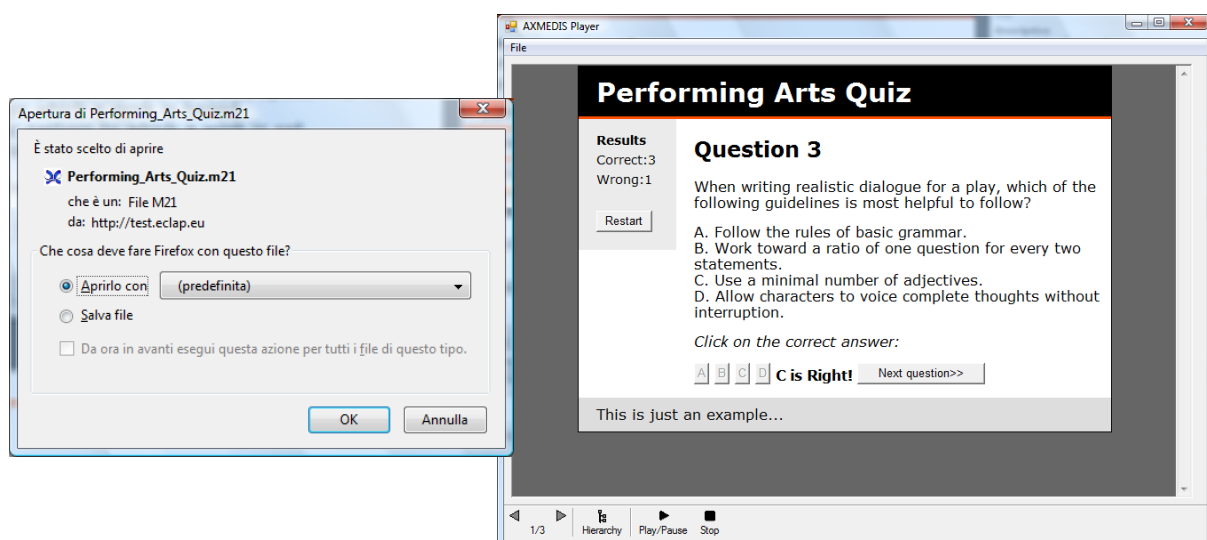 Apertura di Performing_Arts_Quiz.m21
È stato scelto di aprire
Performing_Arts_Quiz.m21
che è un: File M21
da: http://test.eclap.eu
Che cosa deve fare Firefox con questo file?
Aprirlo con (predefinita)
Salva file
Da ora in avanti esegui questa azione per tutti i file di questo tipo.
OK Annulla
AXMEDIS Player
File
Performing Arts Quiz
Results
Correct:3
Wrong:1
Restart
Question 3
When writing realistic dialogue for a play, which of the
following guidelines is most helpful to follow?
A. Follow the rules of basic grammar.
B. Work toward a ratio of one question for every two
statements.
C. Use a minimal number of adjectives.
D. Allow characters to voice complete thoughts without
interruption.
Click on the correct answer:
A B C D C is Right! Next question>>
This is just an example...
1/3 Hierarchy Play/Pause Stop